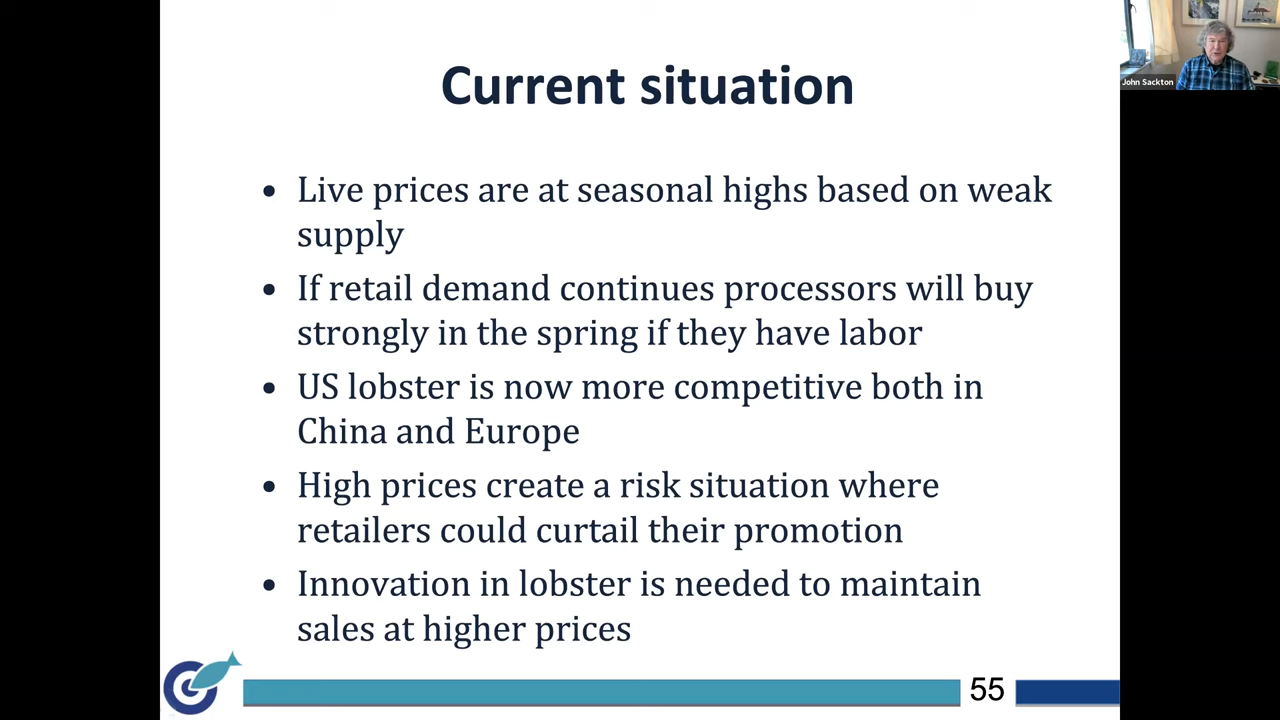 Current situation
• Live prices are at seasonal highs based on weak
supply
• If retail demand continues processors will buy
strongly in the spring if they have labor
• US lobster is now more competitive both in
China and Europe
• High prices create a risk situation where
retailers could curtail their promotion
• Innovation in lobster is needed to maintain
sales at higher prices
55
John Sackton